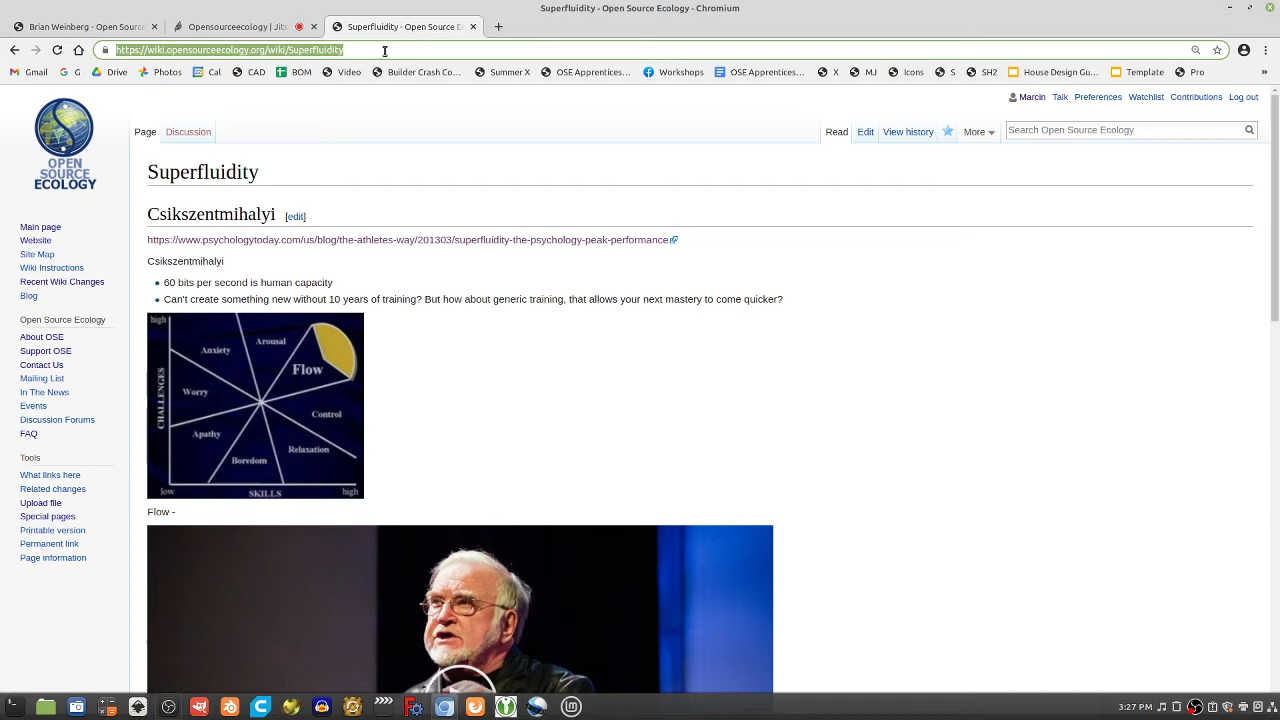 Superfluidity - Open Source Ecology - Chromium
Brian Weinberg - Open Source
Opensourceecology | Jits
Superfluidity - Open Source Ec
https://wiki.opensourceecology.org/wiki/Superfluidity
Gmail G Drive Photos Cal CAD BOM Video Builder Crash Co... Summer X OSE Apprentices... Workshops OSE Apprentices... X MJ Icons S SH2 House Design Gu... Template Pro »
Marcin Talk Preferences Watchlist Contributions Log out
Page Discussion Read Edit View history More Search Open Source Ecology
OPEN
SOURCE
ECOLOGY
Main page
Website
Site Map
Wiki Instructions
Recent Wiki Changes
Blog
Open Source Ecology
About OSE
Support OSE
Contact Us
Mailing List
In The News
Events
Discussion Forums
FAQ
Tools
What links here
Related changes
Upload file
Special pages
Printable version
Permanent link
Page information
Superfluidity
Csikszentmihalyi [edit]
https://www.psychologytoday.com/us/blog/the-athletes-way/201303/superfluidity-the-psychology-peak-performance
Csikszentmihalyi
• 60 bits per second is human capacity
• Can't create something new without 10 years of training? But how about generic training, that allows your next mastery to come quicker?
high
Arousal
Anxiety
Flow
Worry
CHALLENGES
Control
Apathy
Relaxation
Boredom
low SKILLS high
Flow -
3:27 PM